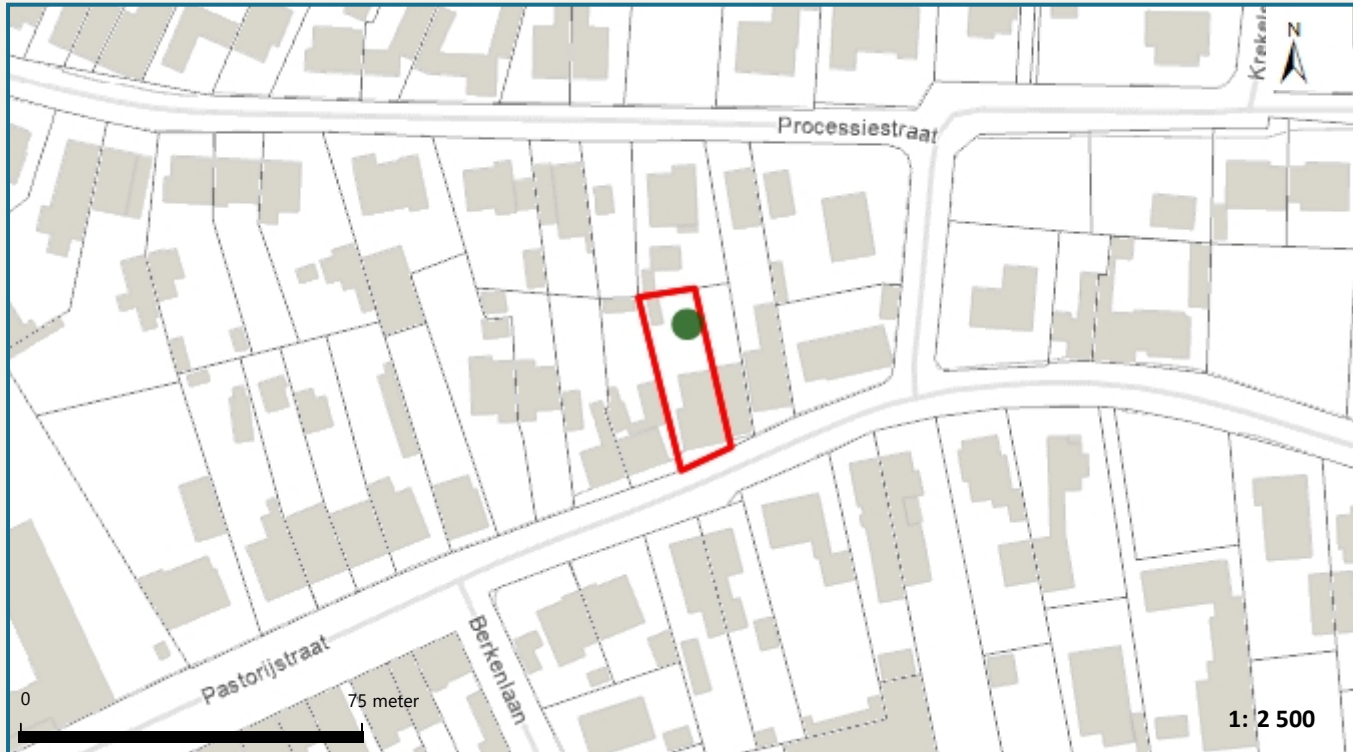 N
Processiestraat
Pastorijstraat
Berkenlaan
0
75 meter
1: 2 500